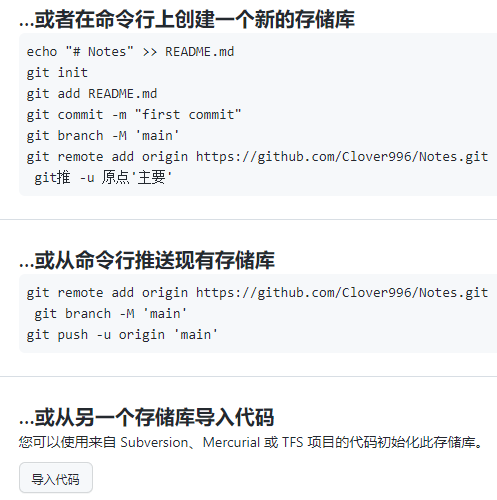 ...或者在命令行上创建一个新的存储库
echo "# Notes" >> README.md
git init
git add README.md
git commit -m "first commit"
git branch -M 'main'
git remote add origin https://github.com/Clover996/Notes.git
git推 -u 原点'主要'
...或从命令行推送现有存储库
git remote add origin https://github.com/Clover996/Notes.git
git branch -M 'main'
git push -u origin 'main'
...或从另一个存储库导入代码
您可以使用来自 Subversion、Mercurial 或 TFS 项目的代码初始化此存储库。
导入代码